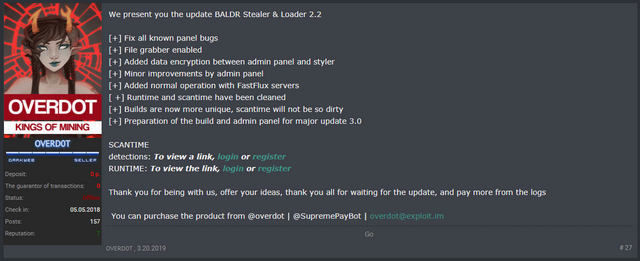 We present you the update BALDR Stealer & Loader 2.2
[+] Fix all known panel bugs
[+] File grabber enabled
[+] Added data encryption between admin panel and styler
[+] Minor improvements by admin panel
[+] Added normal operation with FastFlux servers
[ +] Runtime and scantime have been cleaned
[+] Builds are now more unique, scantime will not be so dirty
[+] Preparation of the build and admin panel for major update 3.0
OVERDOT
KINGS OF MINING
OVERDOT
DARKWEB SELLER
Deposit: 0 р.
The guarantor of transactions: 0
Status:
Check in: 05.05.2018
Posts: 157
Reputation: 7
SCANTIME
detections: To view a link, login or register
RUNTIME: To view the link, login or register
Thank you for being with us, offer your ideas, thank you all for waiting for the update, and pay more from the logs
You can purchase the product from @overdot | @SupremePayBot | overdot@exploit.im
Go
OVERDOT , 3.20.2019
# 27